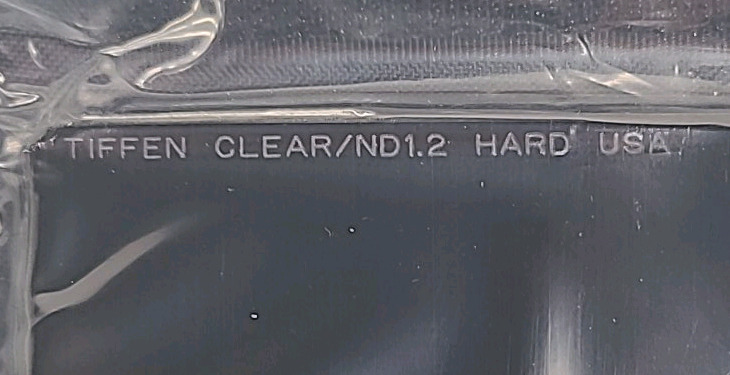 TIFFEN CLEAR/ND1.2 HARD USA